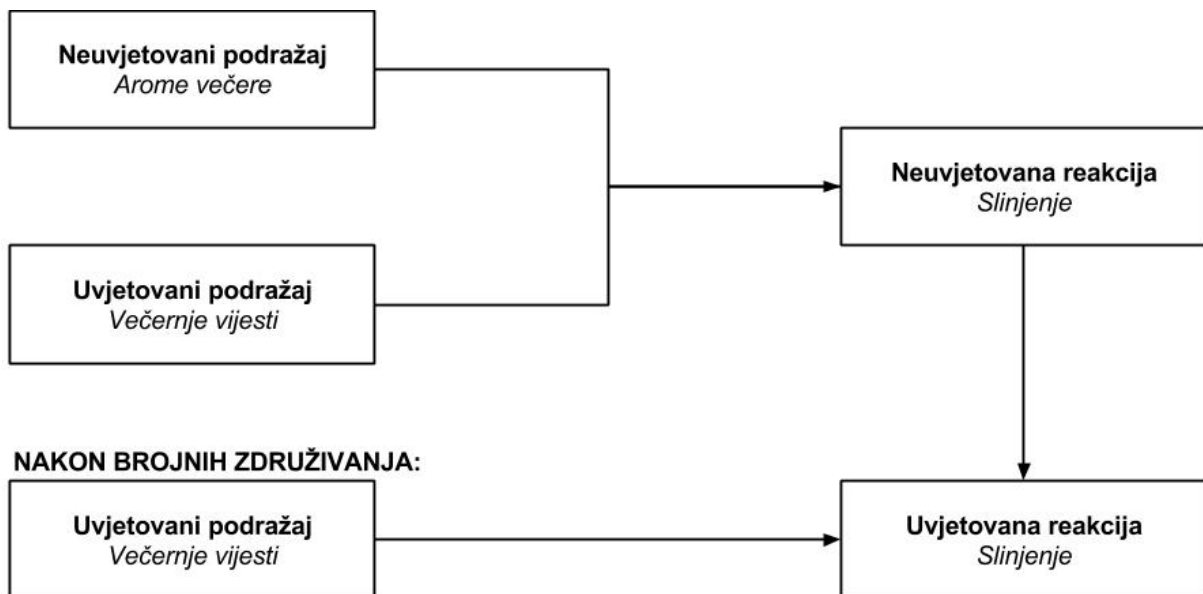 Neuvjetovani podražaj
Arome večere
Neuvjetovana reakcija
Slinjenje
Uvjetovani podražaj
Večernje vijesti
NAKON BROJNIH ZDRUŽIVANJA:
Uvjetovani podražaj
Večernje vijesti
Uvjetovana reakcija
Slinjenje